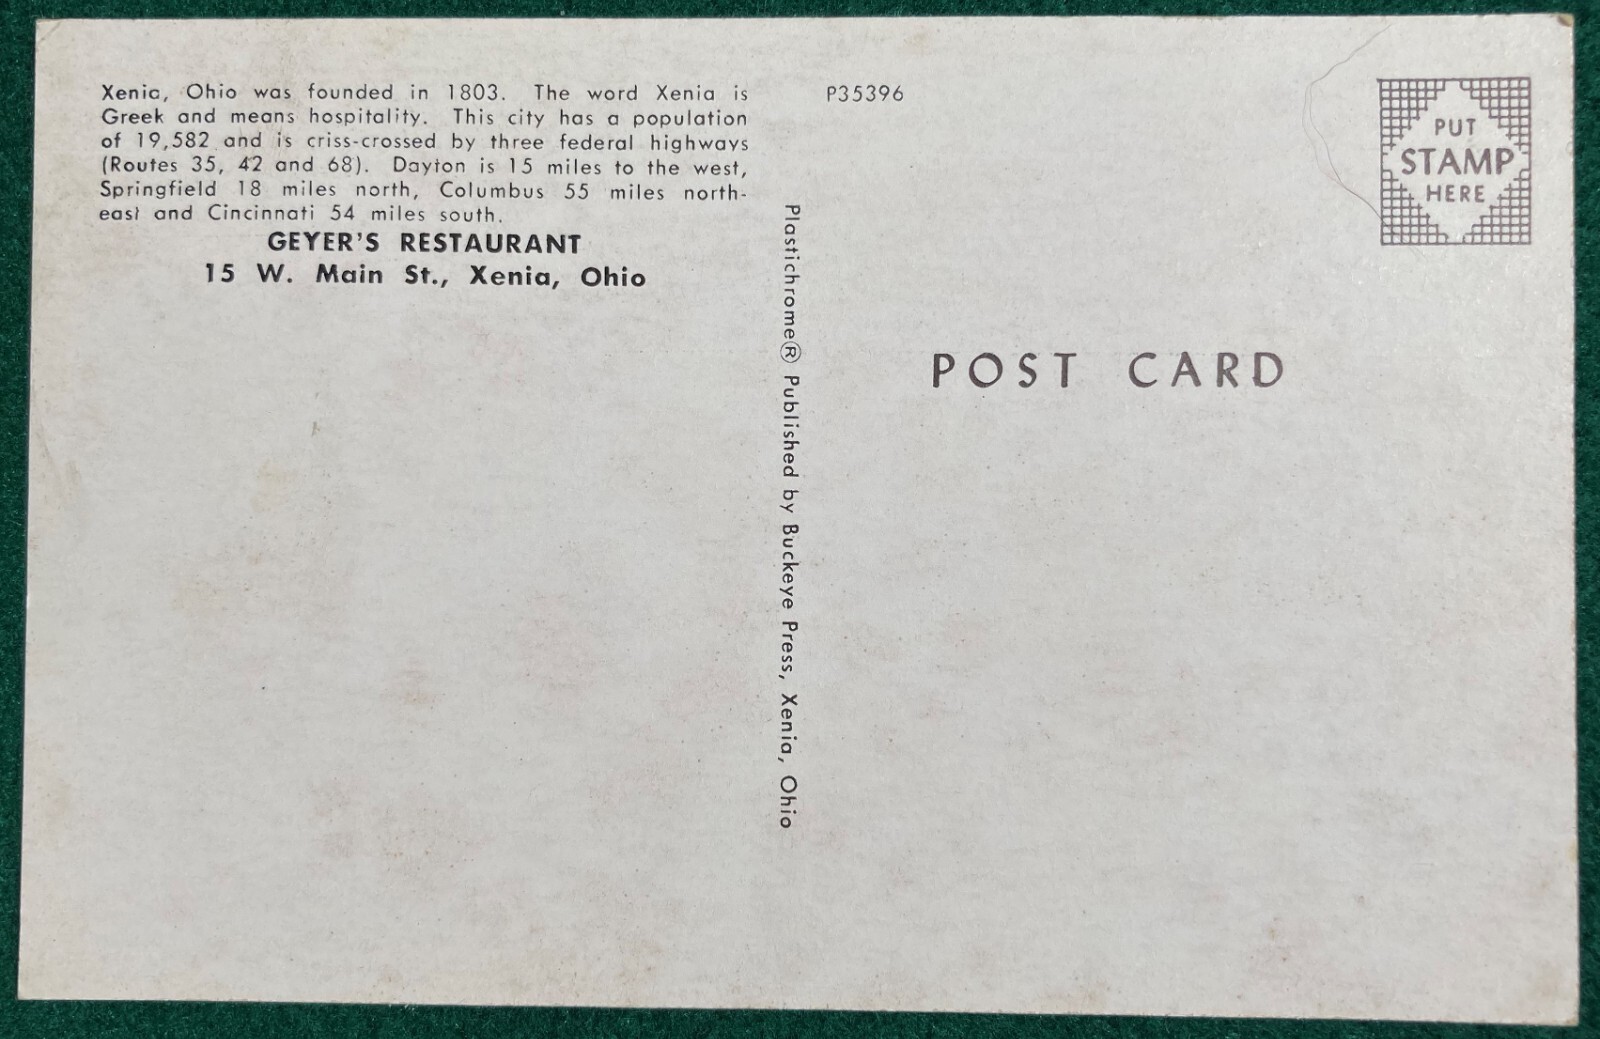 Xenia, Ohio was founded in 1803. The word Xenia is
Greek and means hospitality. This city has a population
of 19,582 and is criss-crossed by three federal highways
(Routes 35, 42 and 68). Dayton is 15 miles to the west,
Springfield 18 miles north, Columbus 55 miles north-
east and Cincinnati 54 miles south.
GEYER'S RESTAURANT
15 W. Main St., Xenia, Ohio
Plastichrome® Published by Buckeye Press, Xenia, Ohio
P35396
PUT
STAMP
HERE
POST CARD